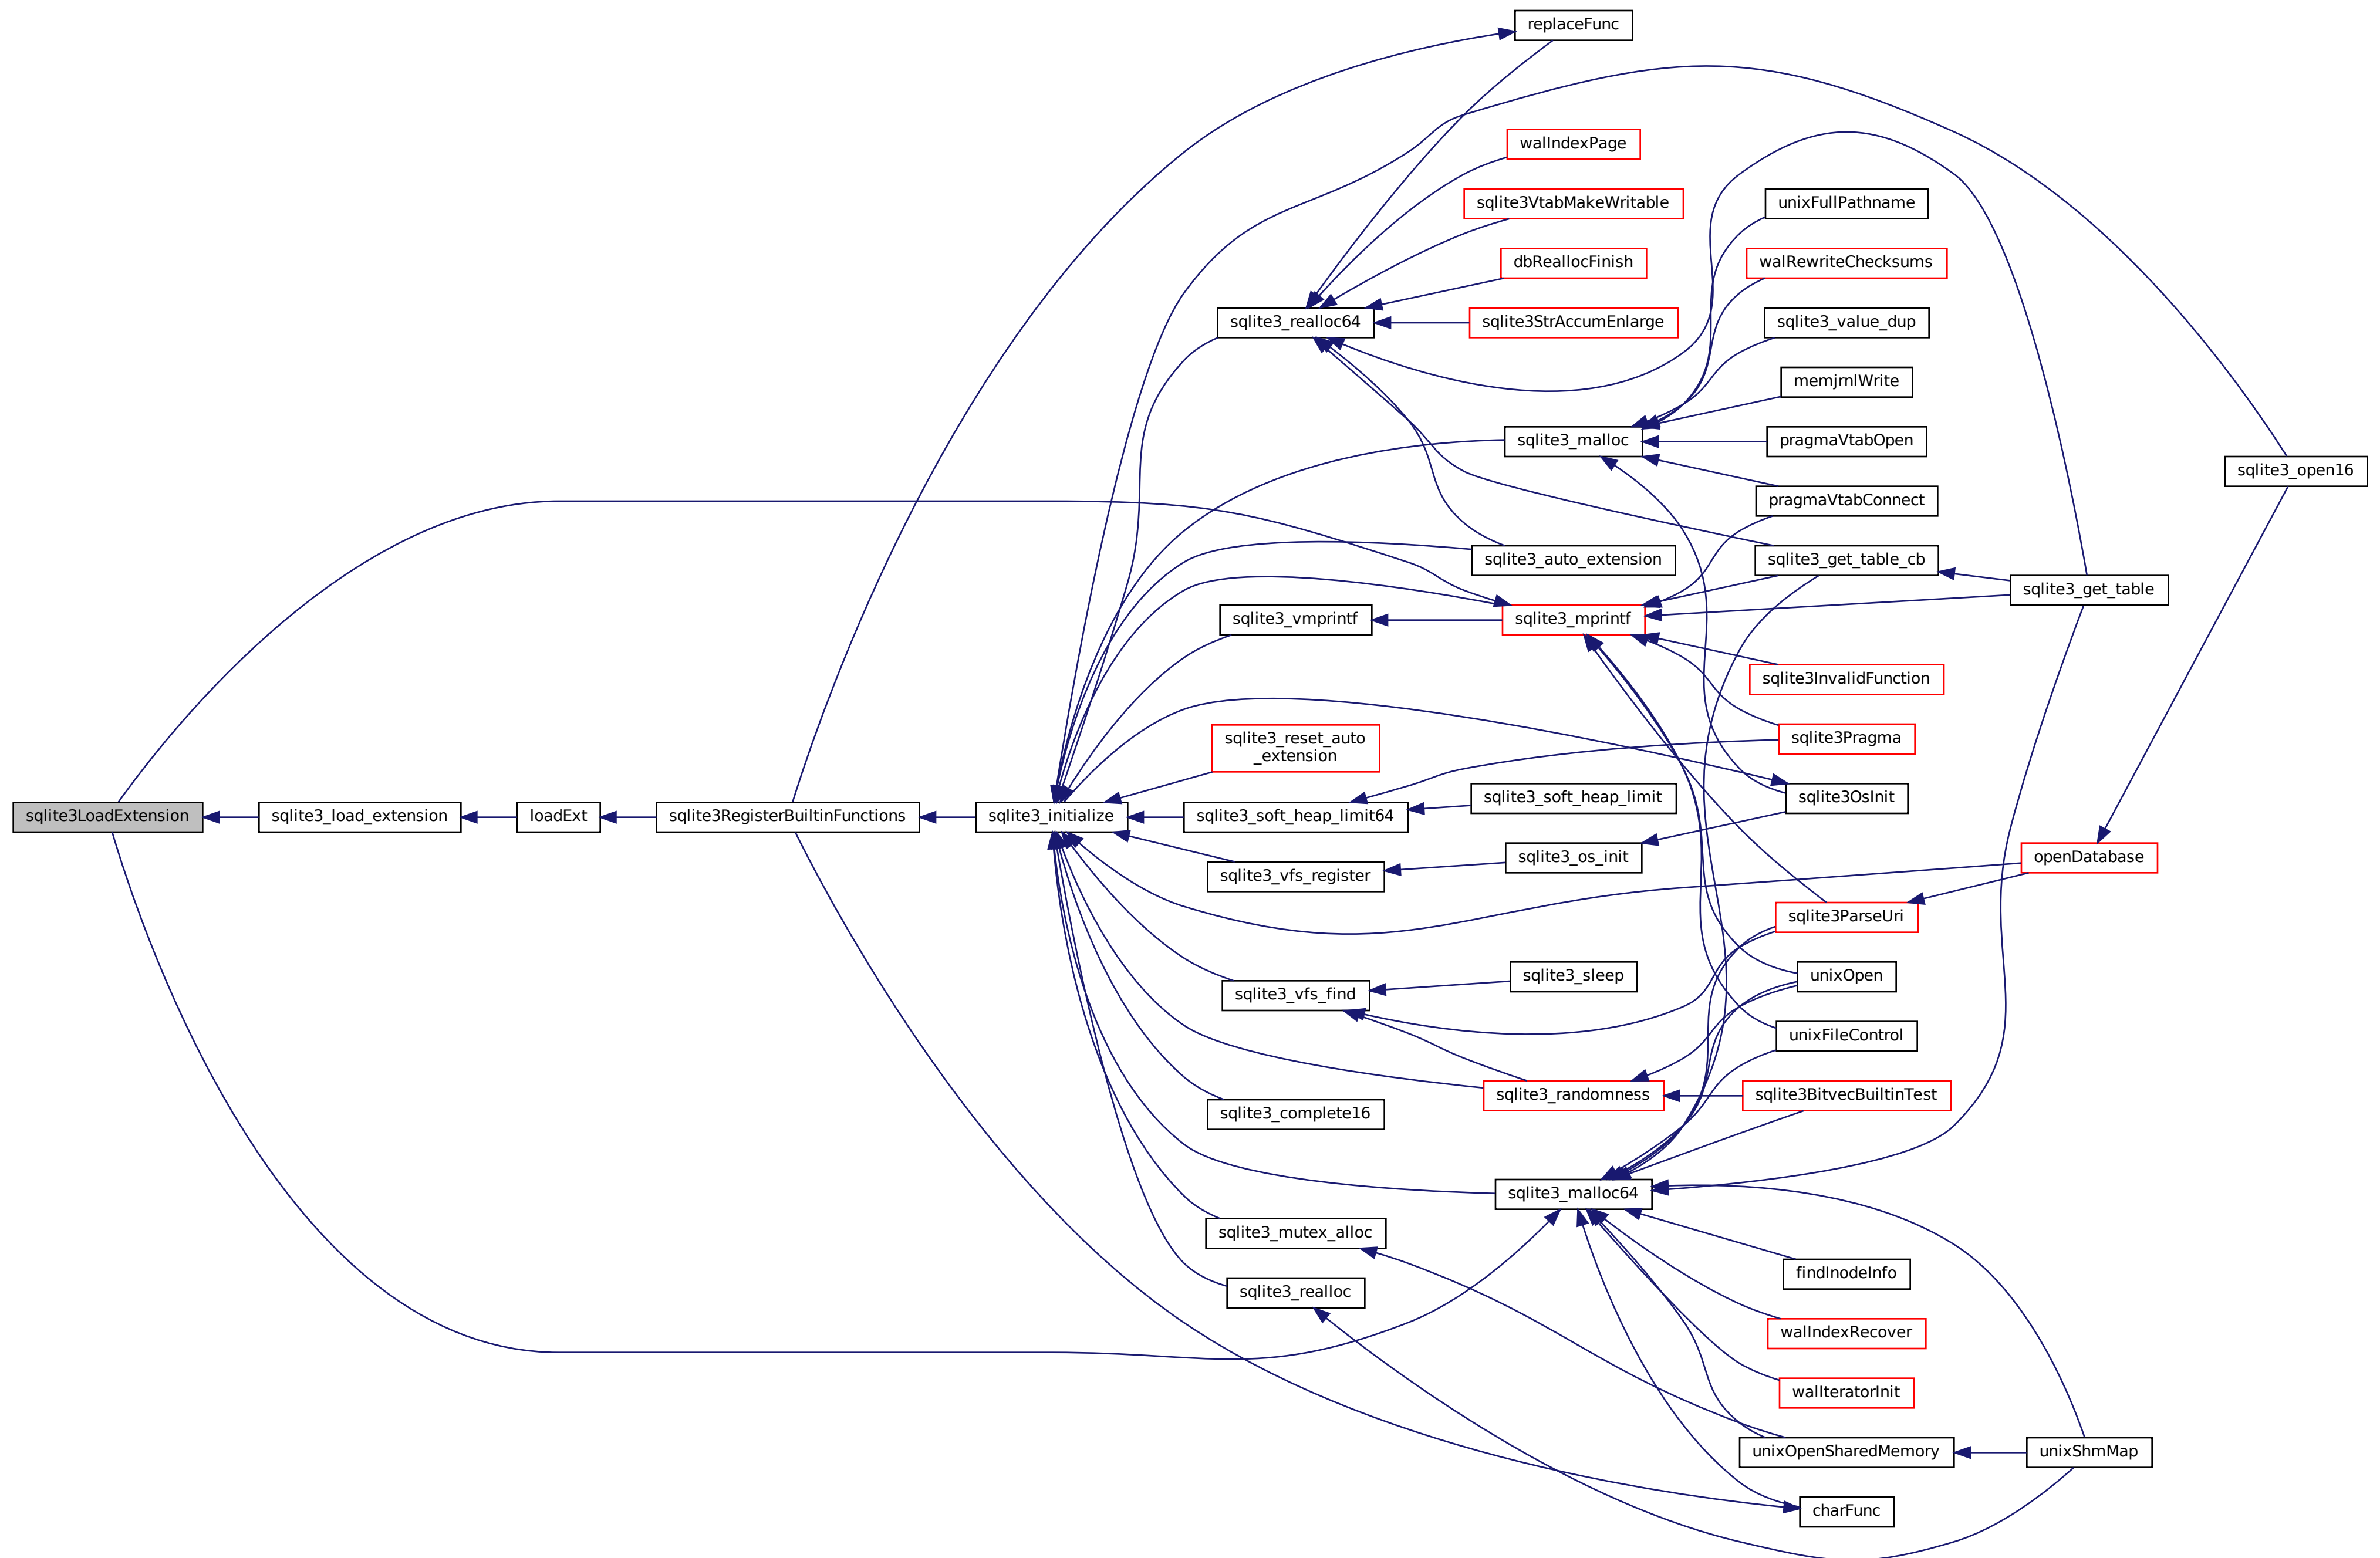 replaceFunc
walIndexPage
sqlite3VtabMakeWritable
unixFullPathname
dbReallocFinish
walRewriteChecksums
sqlite3_realloc64
sqlite3StrAccumEnlarge
sqlite3_value_dup
memjrnlWrite
sqlite3_malloc
pragmaVtabOpen
sqlite3_open16
pragmaVtabConnect
sqlite3_auto_extension
sqlite3_get_table_cb
sqlite3_get_table
sqlite3_vmprintf
sqlite3_mprintf
sqlite3InvalidFunction
sqlite3_reset_auto
_extension
sqlite3Pragma
sqlite3_soft_heap_limit
sqlite3OsInit
sqlite3LoadExtension
sqlite3_load_extension
loadExt
sqlite3RegisterBuiltinFunctions
sqlite3_initialize
sqlite3_soft_heap_limit64
sqlite3_os_init
openDatabase
sqlite3_vfs_register
sqlite3ParseUri
sqlite3_sleep
unixOpen
sqlite3_vfs_find
unixFileControl
sqlite3_randomness
sqlite3BitvecBuiltinTest
sqlite3_complete16
sqlite3_malloc64
sqlite3_mutex_alloc
findInodeInfo
sqlite3_realloc
walIndexRecover
walIteratorInit
unixOpenSharedMemory
unixShmMap
charFunc